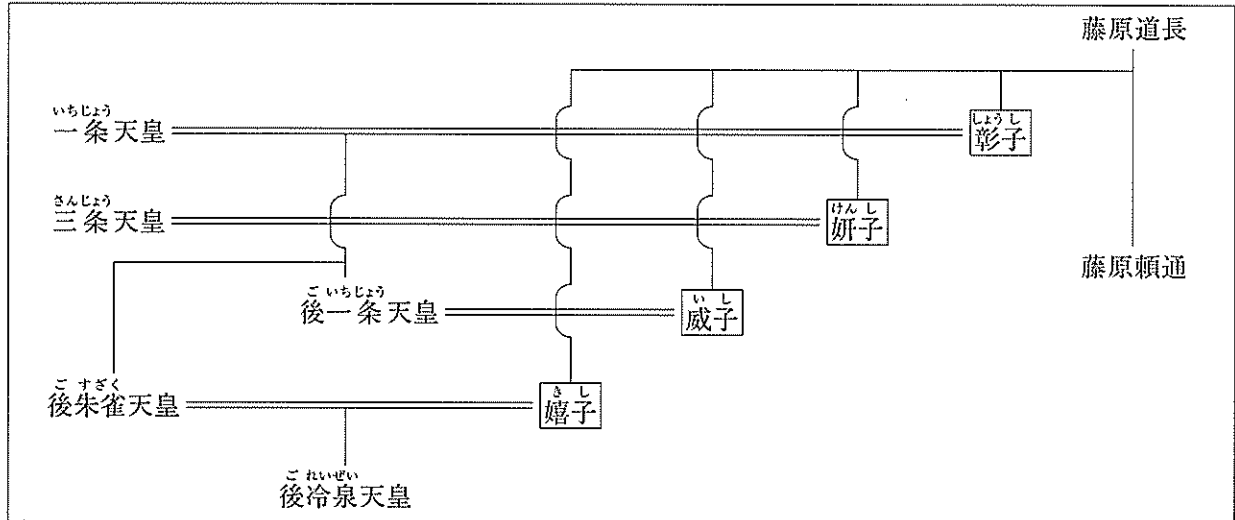 藤原道長
いちじょう
一条天皇
しょうし
彰子
さんじょう
三条天皇
けんし
妍子
藤原頼通
ごいちじょう
後一条天皇
いし
威子
ごすざく
後朱雀天皇
きし
嬉子
ごれいぜい
後冷泉天皇